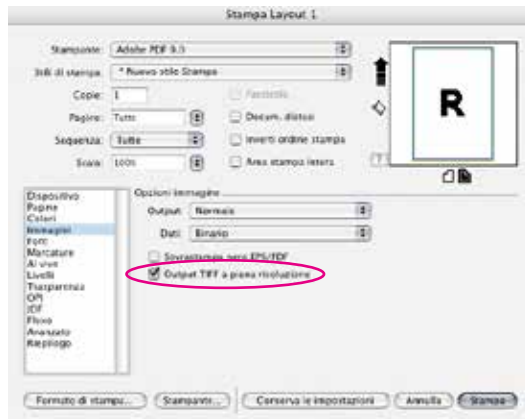 Stampa Layout 1
Stampante: Adobe PDF 9.0
Stili di stampa: * Nuovo stile Stampa
Copie: 1
Fascicola
Pagine: Tutte
Docum. distesi
Sequenza: Tutte
Inverti ordine stampa
Scala: 100%
Area stampa intera
?
R
Dispositivo
Pagine
Colori
Immagini
Font
Marcature
Al vivo
Livelli
Trasparenza
OPI
JDF
Flusso
Avanzato
Riepilogo
Opzioni immagine
Output: Normale
Dati: Binario
Sovrastampa nero EPS/PDF
Output TIFF a piena risoluzione
Formato di stampa...
Stampante...
Conserva le impostazioni
Annulla
Stampa